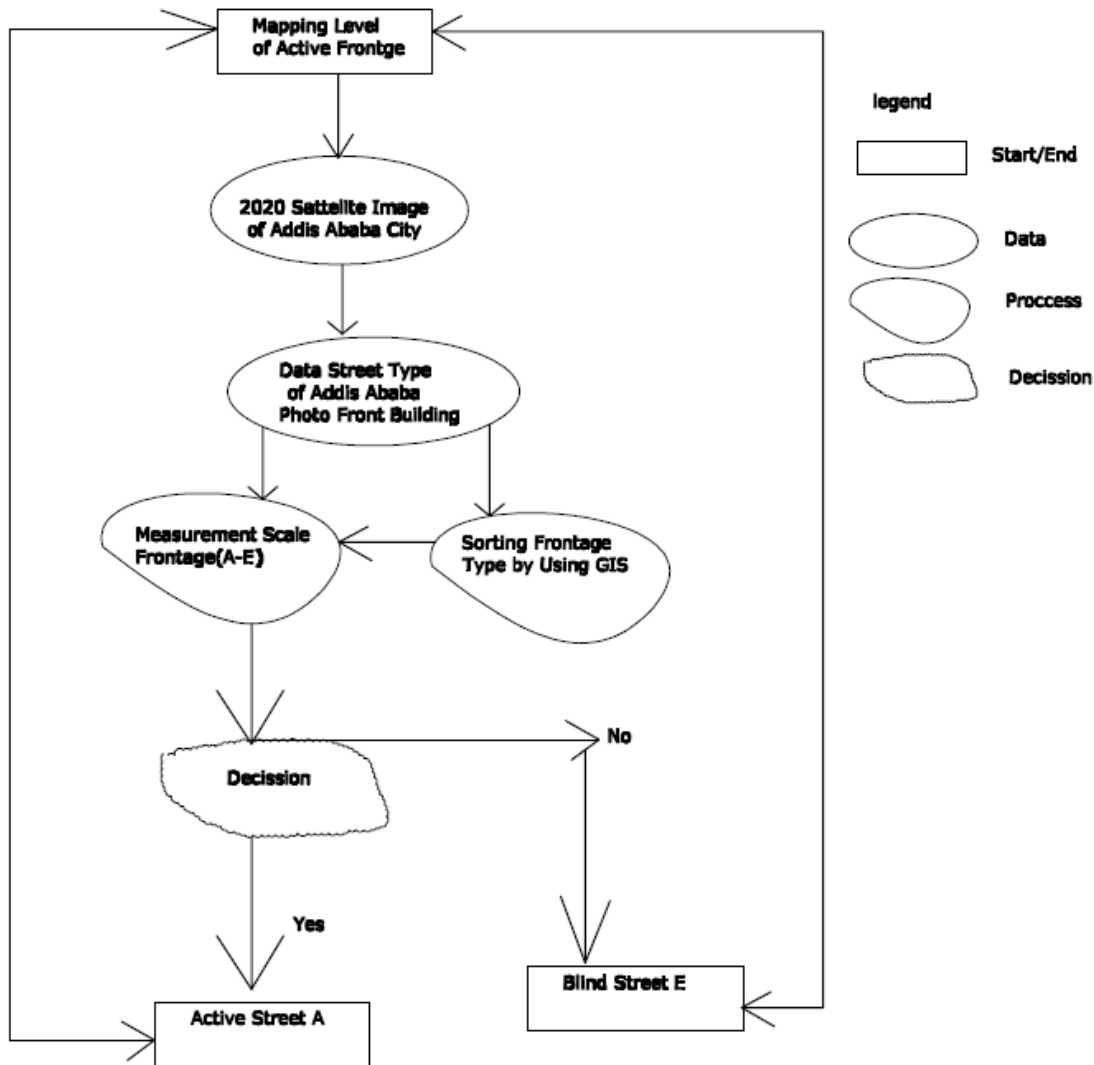 Mapping Level
of Active Frontge
legend
Start/End
2020 Sattelite Image
of Addis Ababa City
Data
Proccess
Data Street Type
of Addis Ababa
Photo Front Building
Decission
Measurement Scale
Frontage(A-E)
Sorting Frontage
Type by Using GIS
No
Decission
Yes
Blind Street E
Active Street A